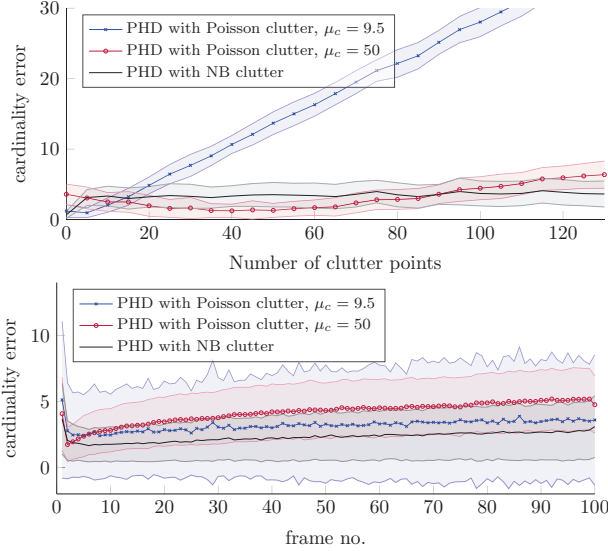 30
20
10
0
cardinality error
PHD with Poisson clutter, μc = 9.5
PHD with Poisson clutter, μc = 50
PHD with NB clutter
0 20 40 60 80 100 120
Number of clutter points
10
5
0
cardinality error
PHD with Poisson clutter, μc = 9.5
PHD with Poisson clutter, μc = 50
PHD with NB clutter
0 10 20 30 40 50 60 70 80 90 100
frame no.